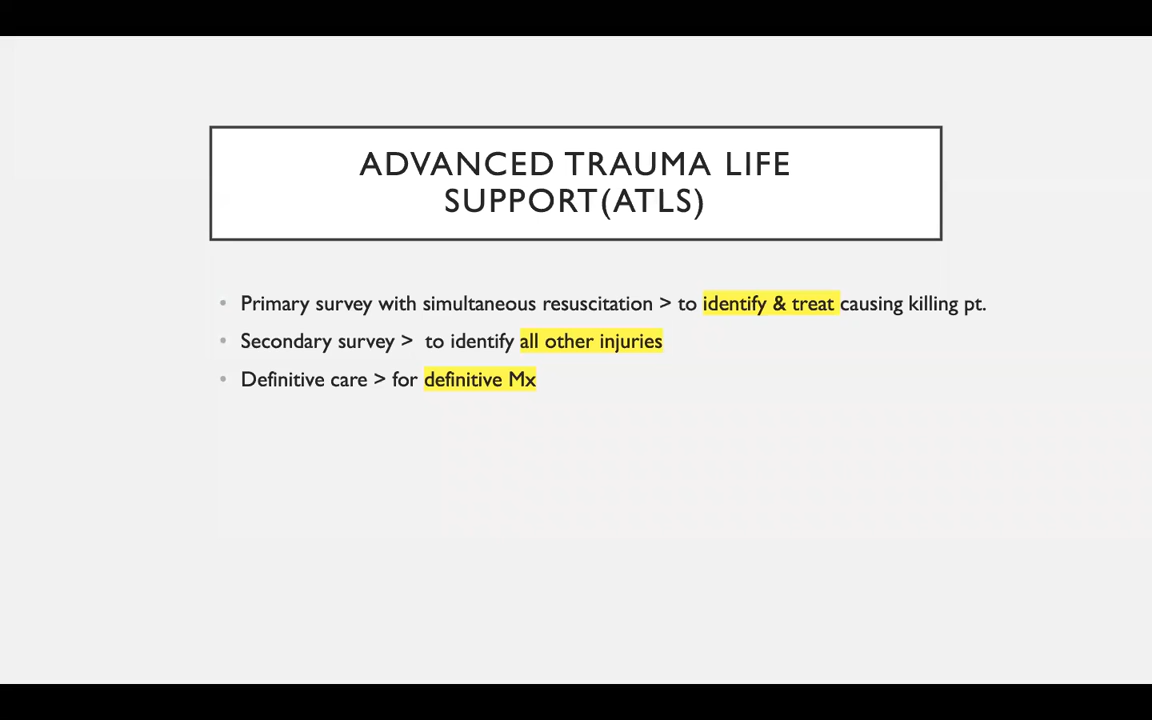 ADVANCED TRAUMA LIFE
SUPPORT(ATLS)
• Primary survey with simultaneous resuscitation > to identify & treat causing killing pt.
• Secondary survey > to identify all other injuries
• Definitive care > for definitive Mx